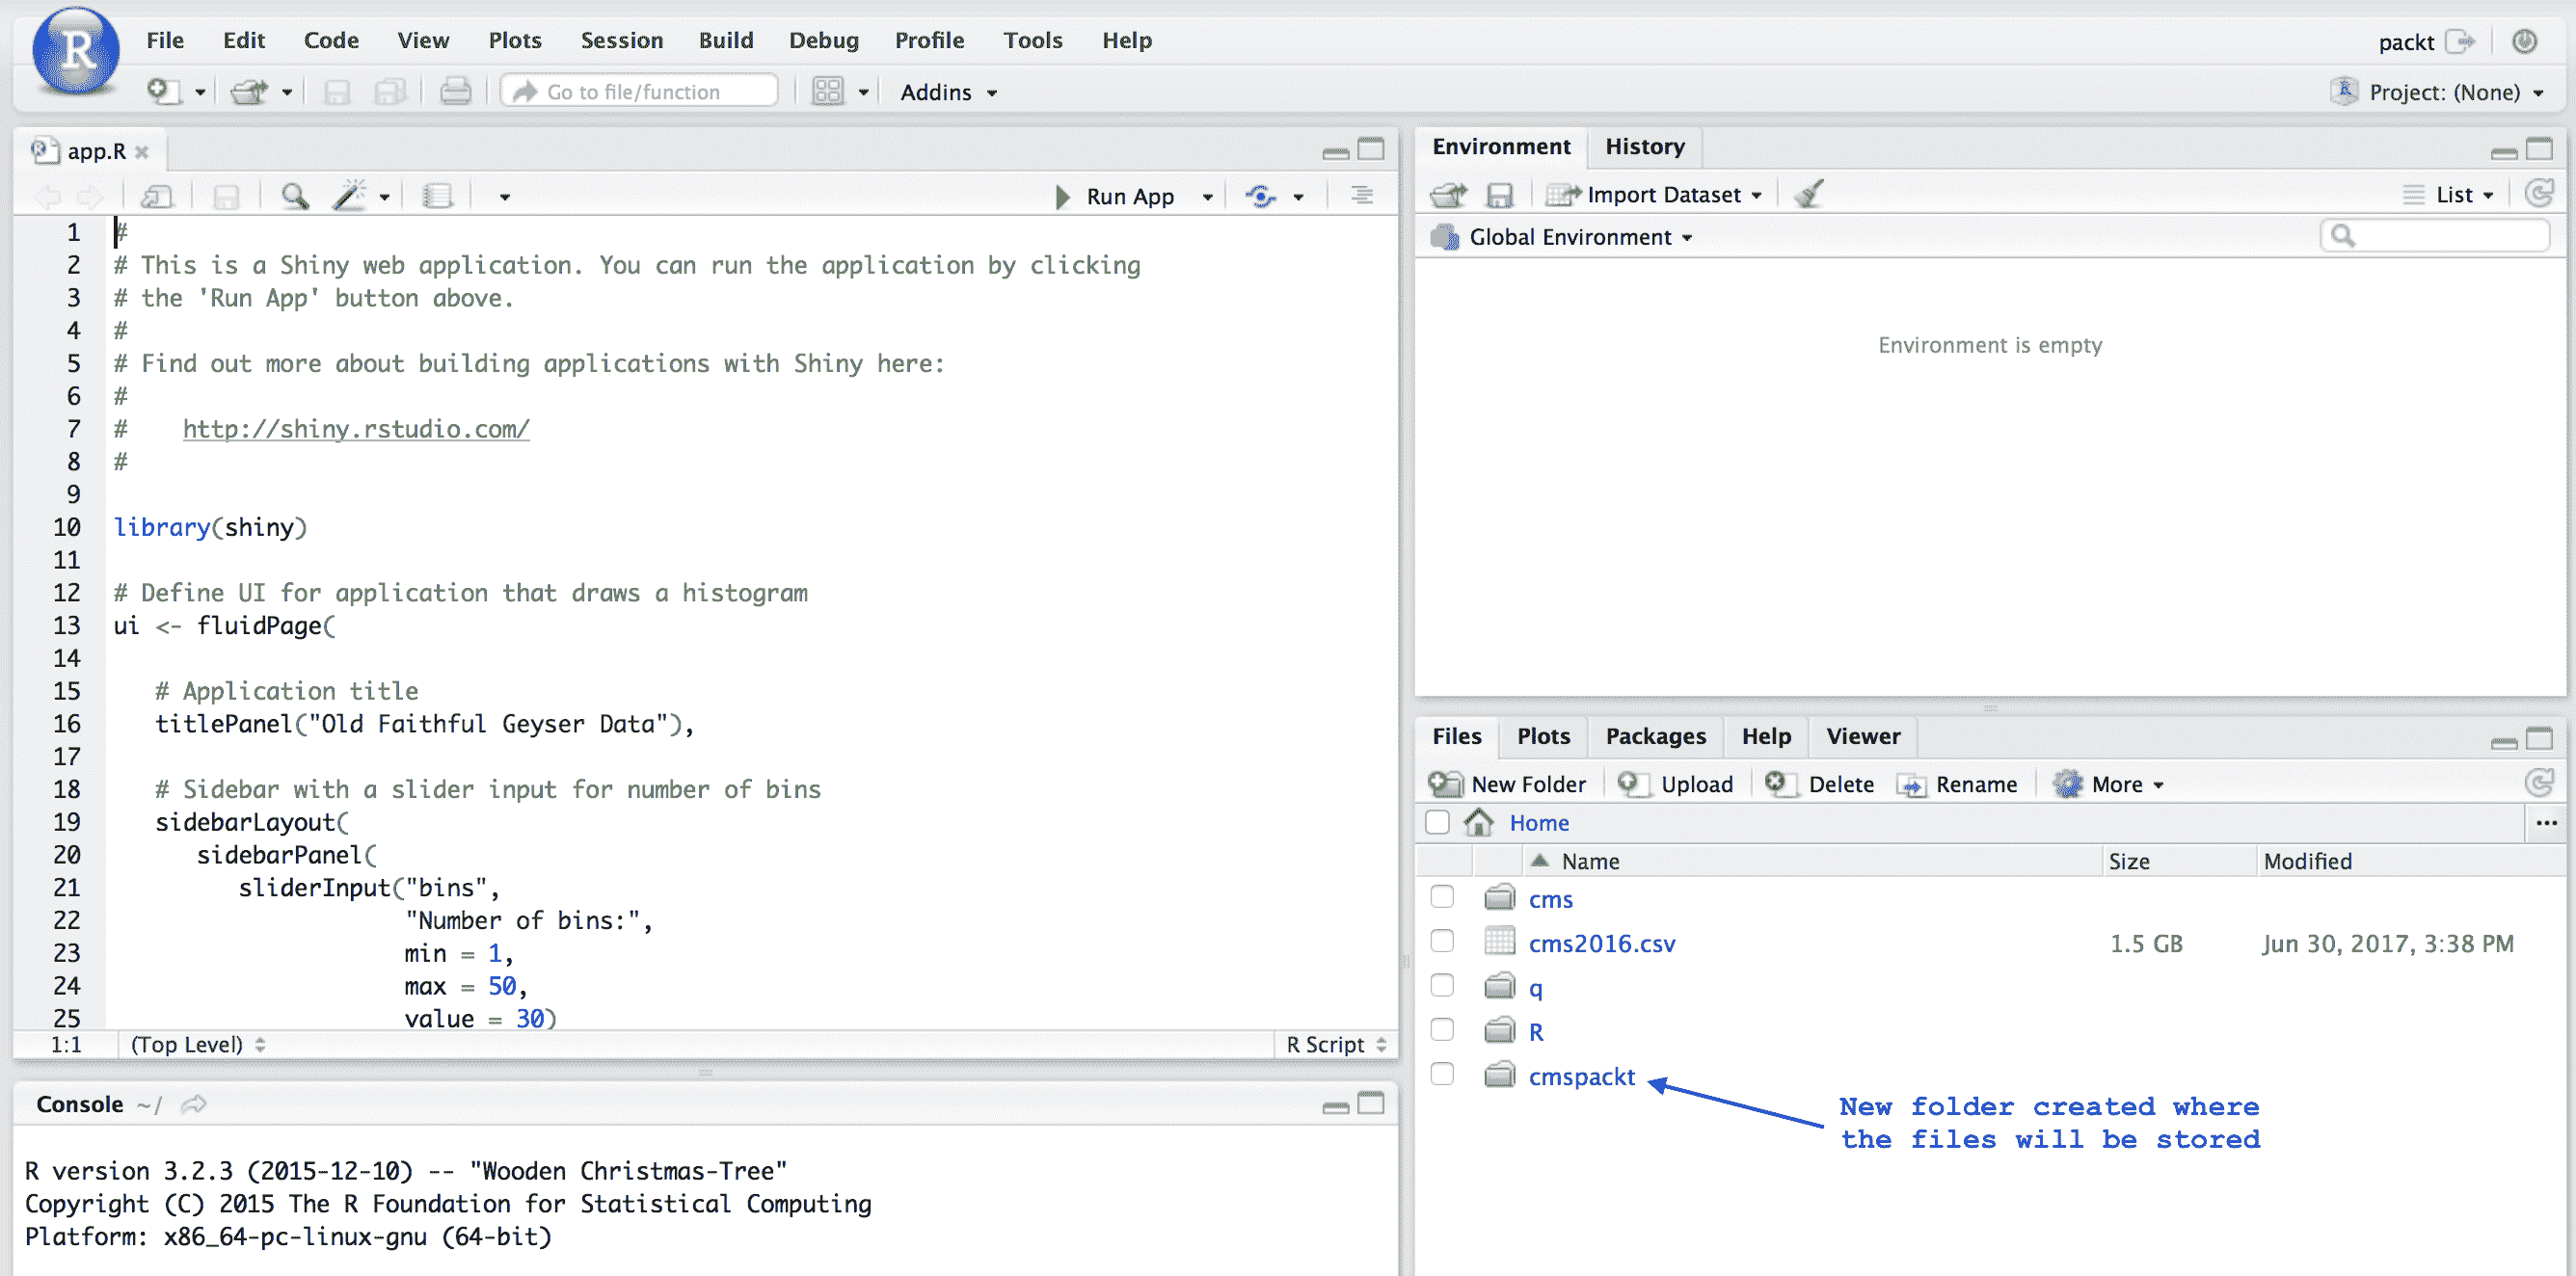 R File Edit Code View Plots Session Build Debug Profile Tools Help packt
Go to file/function Addins Project: (None)
app.R
Run App
1 #
2 # This is a Shiny web application. You can run the application by clicking
3 # the 'Run App' button above.
4 #
5 # Find out more about building applications with Shiny here:
6 #
7 #    http://shiny.rstudio.com/
8 #
9
10 library(shiny)
11
12 # Define UI for application that draws a histogram
13 ui <- fluidPage(
14
15    # Application title
16    titlePanel("Old Faithful Geyser Data"),
17
18    # Sidebar with a slider input for number of bins
19    sidebarLayout(
20       sidebarPanel(
21          sliderInput("bins",
22                      "Number of bins:",
23                      min = 1,
24                      max = 50,
25                      value = 30)
1:1 (Top Level) R Script
Console ~/
R version 3.2.3 (2015-12-10) -- "Wooden Christmas-Tree"
Copyright (C) 2015 The R Foundation for Statistical Computing
Platform: x86_64-pc-linux-gnu (64-bit)
Environment History
Import Dataset List
Global Environment
Environment is empty
Files Plots Packages Help Viewer
New Folder Upload Delete Rename More
Home ...
Name Size Modified
cms
cms2016.csv 1.5 GB Jun 30, 2017, 3:38 PM
q
R
cmspackt
New folder created where
the files will be stored